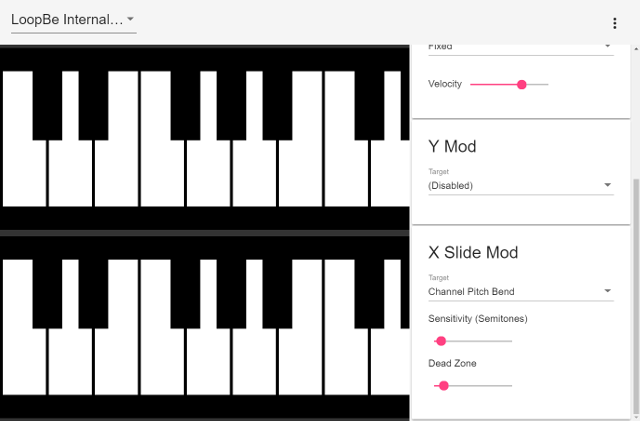 LoopBe Internal...
Fixed
Velocity
Y Mod
Target
(Disabled)
X Slide Mod
Target
Channel Pitch Bend
Sensitivity (Semitones)
Dead Zone